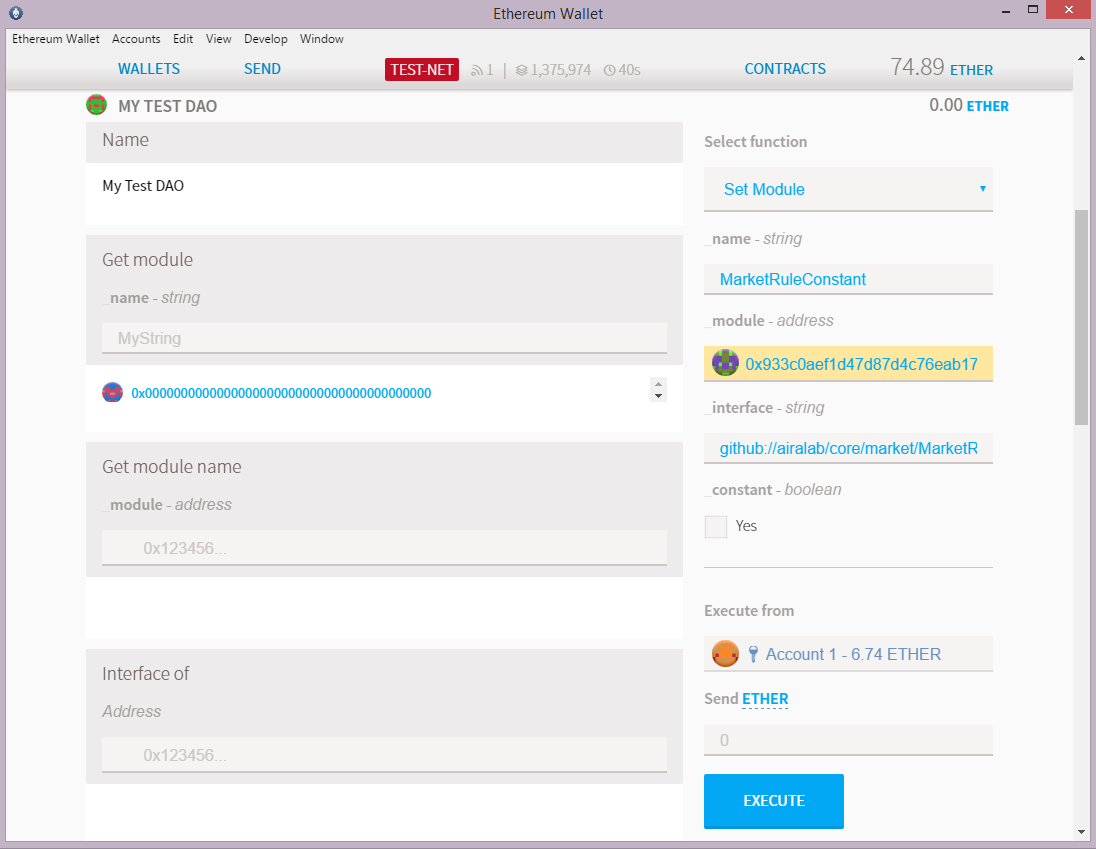 Ethereum Wallet
Ethereum Wallet Accounts Edit View Develop Window
WALLETS SEND TEST-NET 1 | 1,375,974 40s CONTRACTS 74.89 ETHER
MY TEST DAO 0.00 ETHER
Name
My Test DAO
Get module
_name - string
MyString
0x0000000000000000000000000000000000000000
Get module name
_module - address
0x123456...
Interface of
Address
0x123456...
Select function
Set Module
_name - string
MarketRuleConstant
_module - address
0x933c0aef1d47d87d4c76eab17
_interface - string
github://airalab/core/market/MarketR
_constant - boolean
Yes
Execute from
Account 1 - 6.74 ETHER
Send ETHER
0
EXECUTE